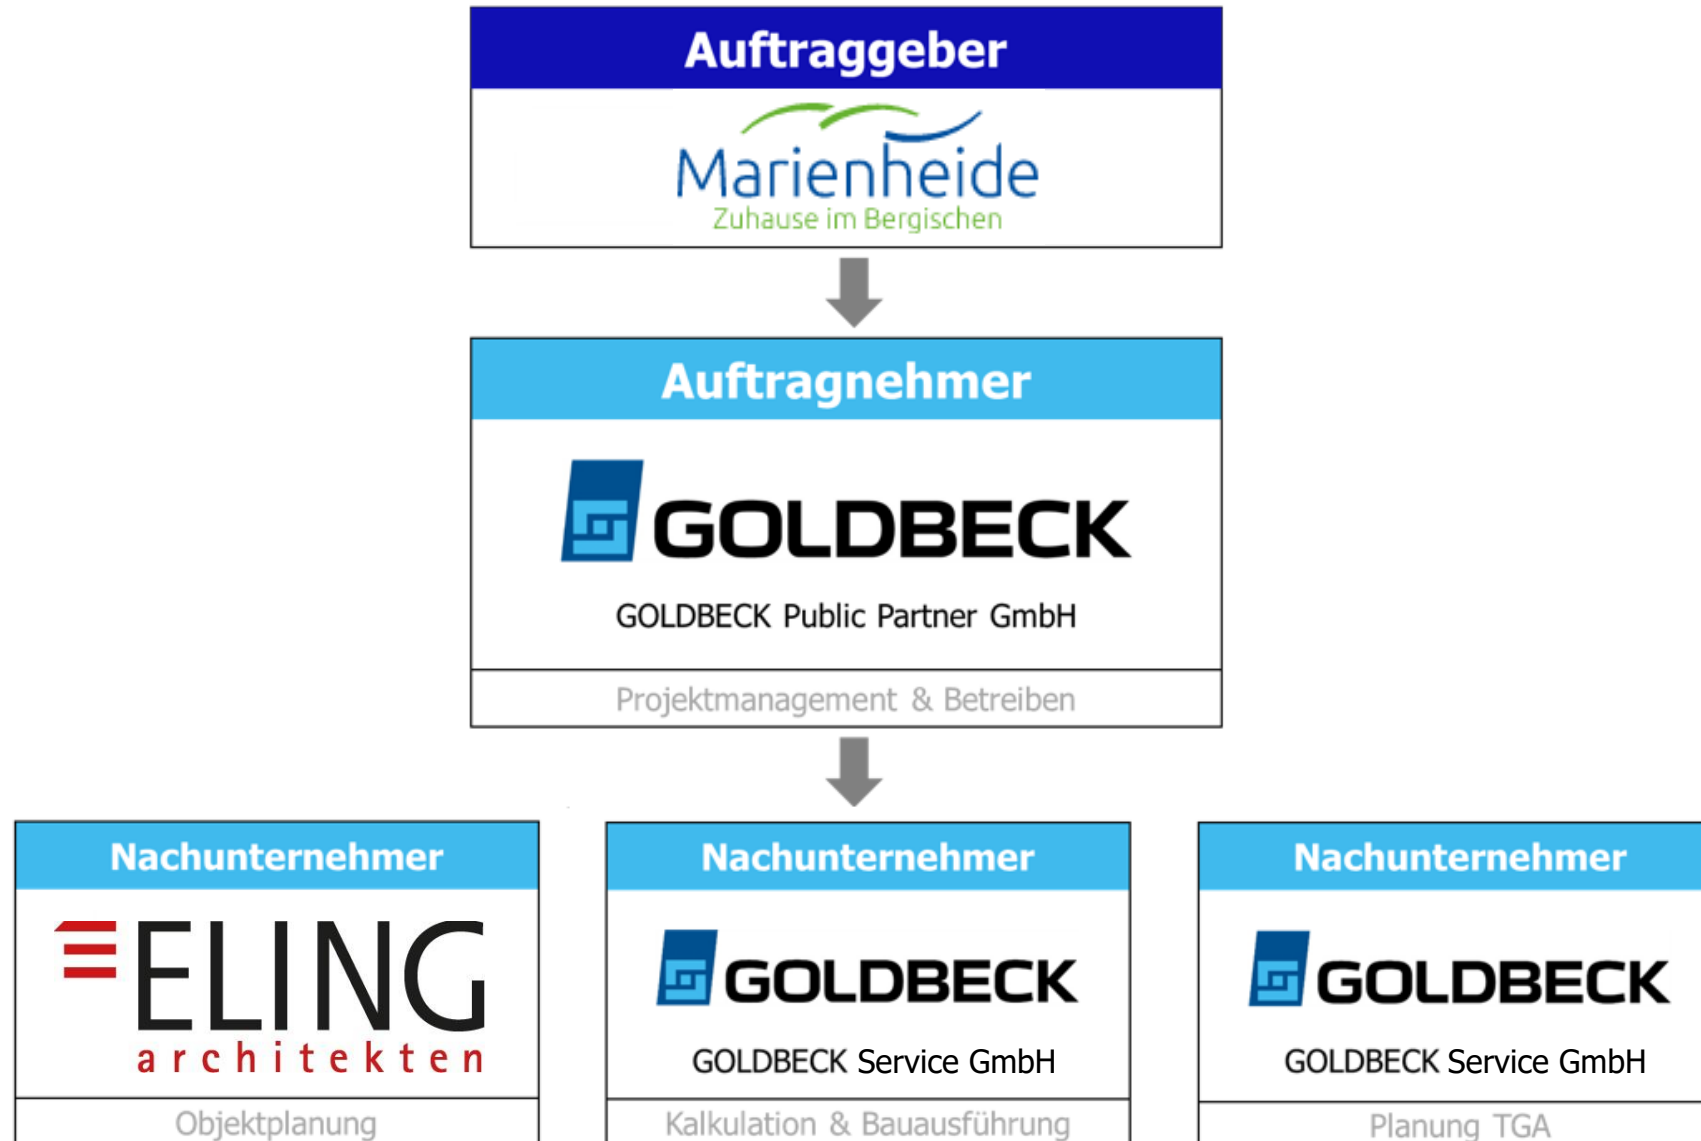 Auftraggeber
Marienheide
Zuhause im Bergischen
Auftragnehmer
GOLDBECK
GOLDBECK Public Partner GmbH
Projektmanagement & Betreiben
Nachunternehmer
ELING
architekten
Objektplanung
Nachunternehmer
GOLDBECK
GOLDBECK Service GmbH
Kalkulation & Bauausführung
Nachunternehmer
GOLDBECK
GOLDBECK Service GmbH
Planung TGA